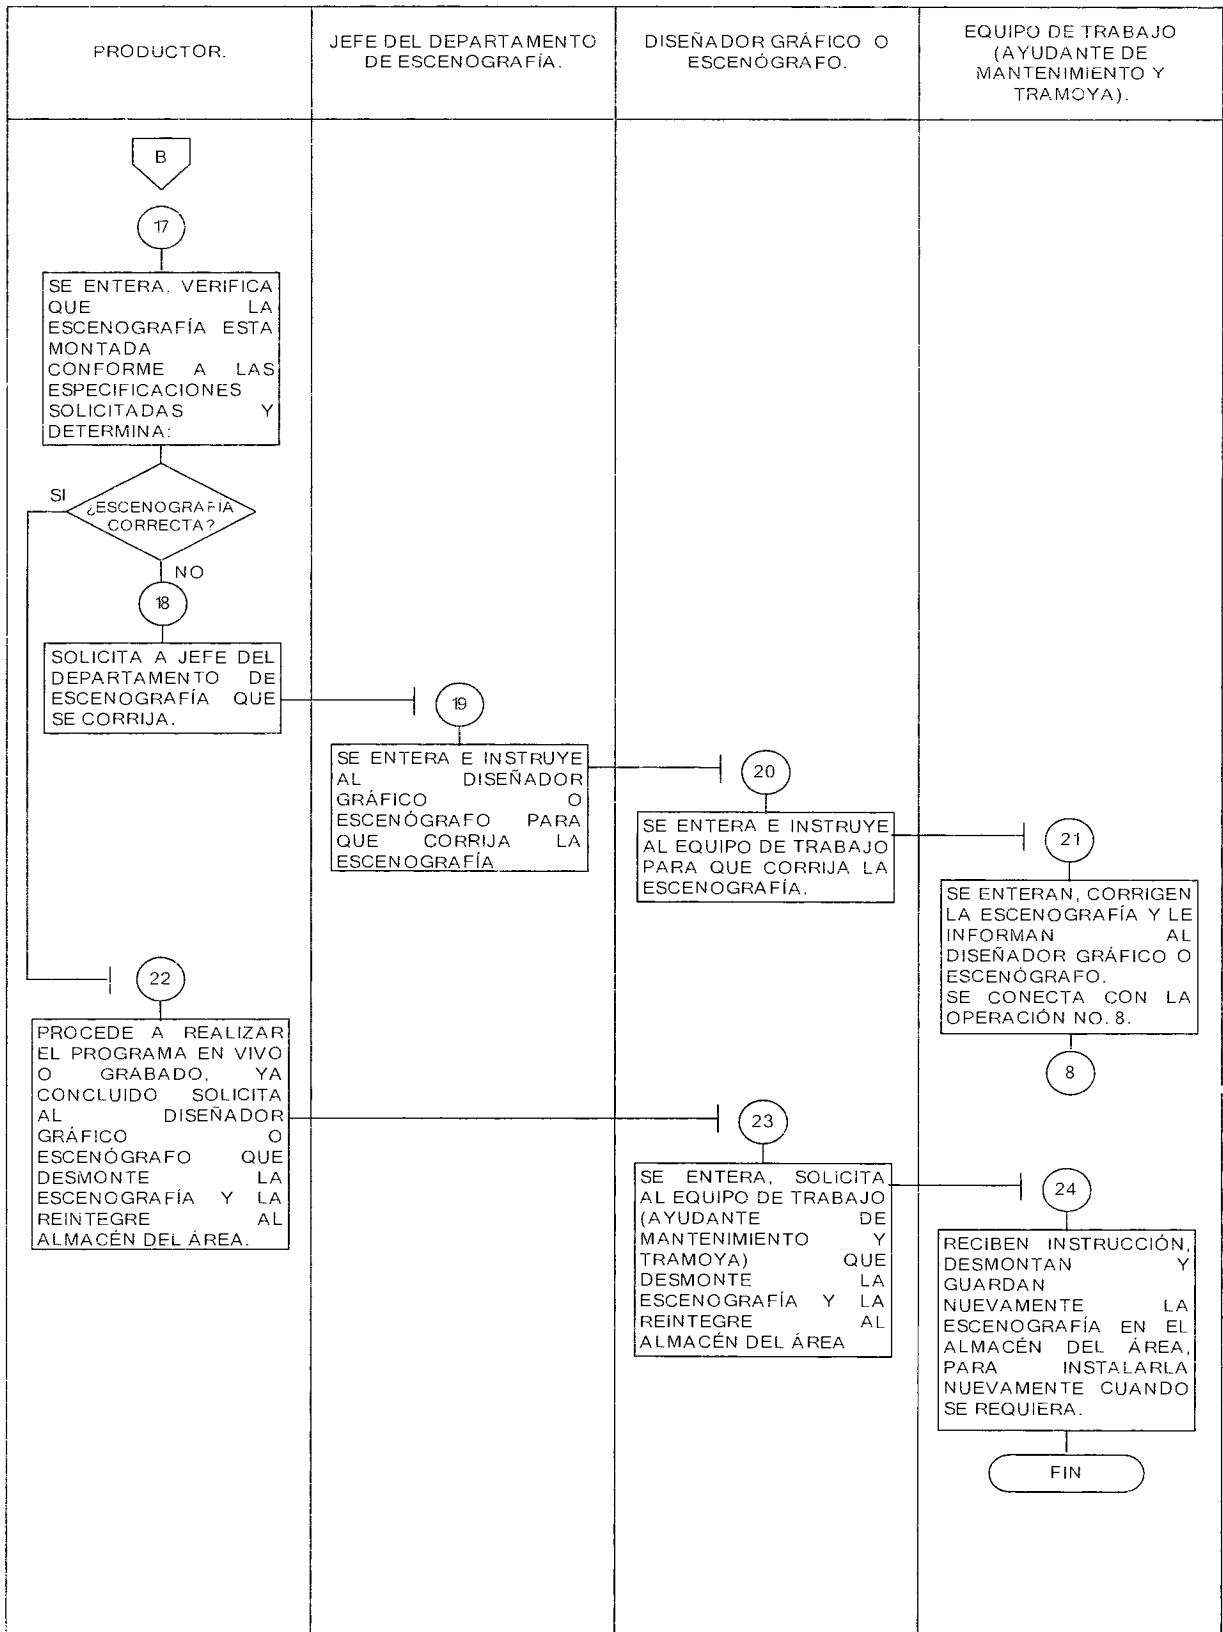 PRODUCTOR.
JEFE DEL DEPARTAMENTO
DE ESCENOGRAFÍA.
DISEÑADOR GRÁFICO O
ESCENÓGRAFO.
EQUIPO DE TRABAJO
(AYUDANTE DE
MANTENIMIENTO Y
TRAMOYA).
B
17
SE ENTERA, VERIFICA
QUE LA
ESCENOGRAFÍA ESTA
MONTADA
CONFORME A LAS
ESPECIFICACIONES
SOLICITADAS Y
DETERMINA:
SI
¿ESCENOGRAFÍA
CORRECTA?
NO
18
SOLICITA A JEFE DEL
DEPARTAMENTO DE
ESCENOGRAFÍA QUE
SE CORRIJA.
19
SE ENTERA E INSTRUYE
AL DISEÑADOR
GRÁFICO O
ESCENÓGRAFO PARA
QUE CORRIJA LA
ESCENOGRAFÍA
20
SE ENTERA E INSTRUYE
AL EQUIPO DE TRABAJO
PARA QUE CORRIJA LA
ESCENOGRAFÍA.
21
SE ENTERAN, CORRIGEN
LA ESCENOGRAFÍA Y LE
INFORMAN AL
DISEÑADOR GRÁFICO O
ESCENÓGRAFO.
SE CONECTA CON LA
OPERACIÓN NO. 8.
8
22
PROCEDE A REALIZAR
EL PROGRAMA EN VIVO
O GRABADO, YA
CONCLUIDO SOLICITA
AL DISEÑADOR
GRÁFICO O
ESCENÓGRAFO QUE
DESMONTE LA
ESCENOGRAFÍA Y LA
REINTEGRE AL
ALMACÉN DEL ÁREA.
23
SE ENTERA, SOLICITA
AL EQUIPO DE TRABAJO
(AYUDANTE DE
MANTENIMIENTO Y
TRAMOYA) QUE
DESMONTE LA
ESCENOGRAFÍA Y LA
REINTEGRE AL
ALMACÉN DEL ÁREA
24
RECIBEN INSTRUCCIÓN,
DESMONTAN Y
GUARDAN
NUEVAMENTE LA
ESCENOGRAFÍA EN EL
ALMACÉN DEL ÁREA,
PARA INSTALARLA
NUEVAMENTE CUANDO
SE REQUIERA.
FIN